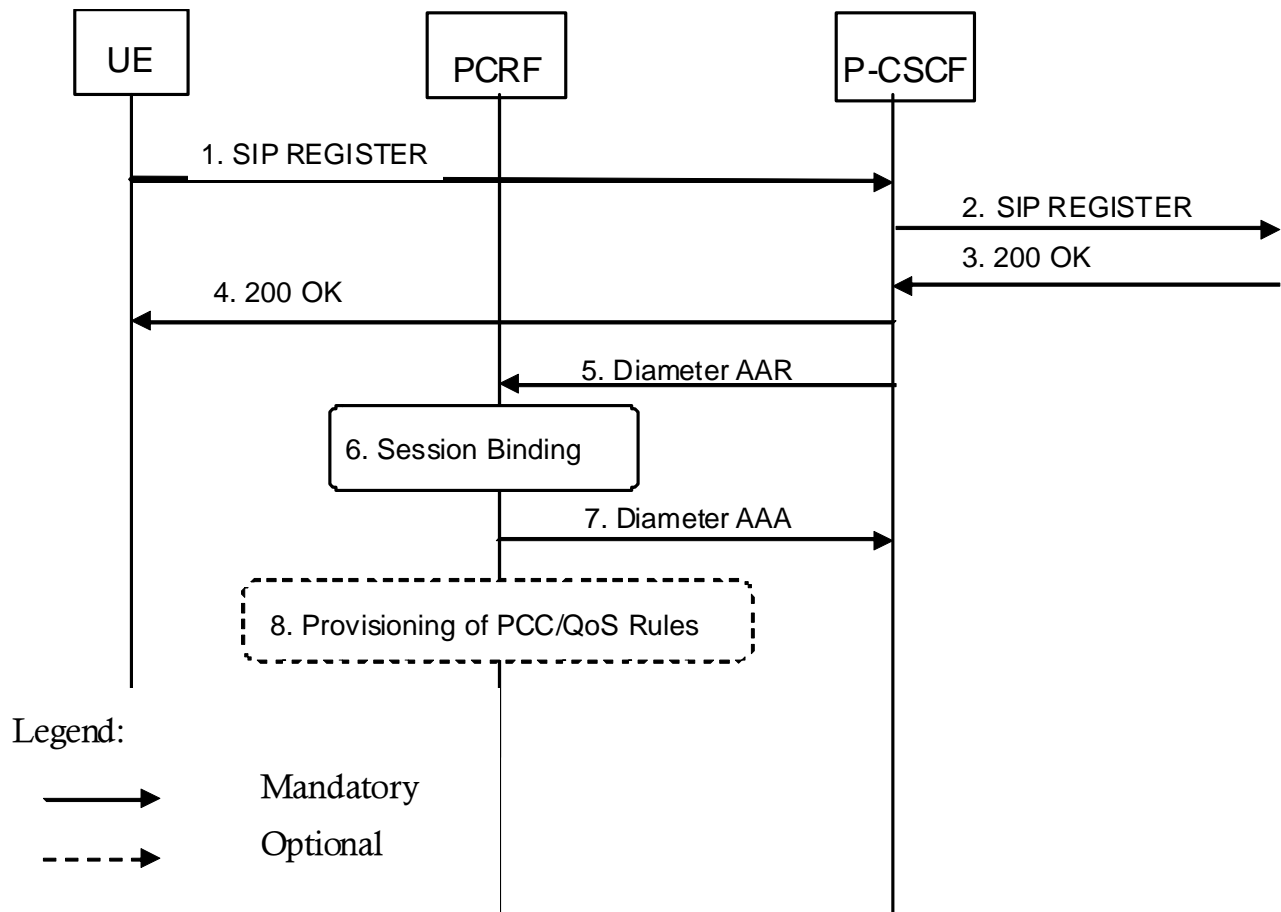 UE
PCRF
P-CSCF
1. SIP REGISTER
2. SIP REGISTER
3. 200 OK
4. 200 OK
5. Diameter AAR
6. Session Binding
7. Diameter AAA
8. Provisioning of PCC/QoS Rules
Legend:
Mandatory
Optional